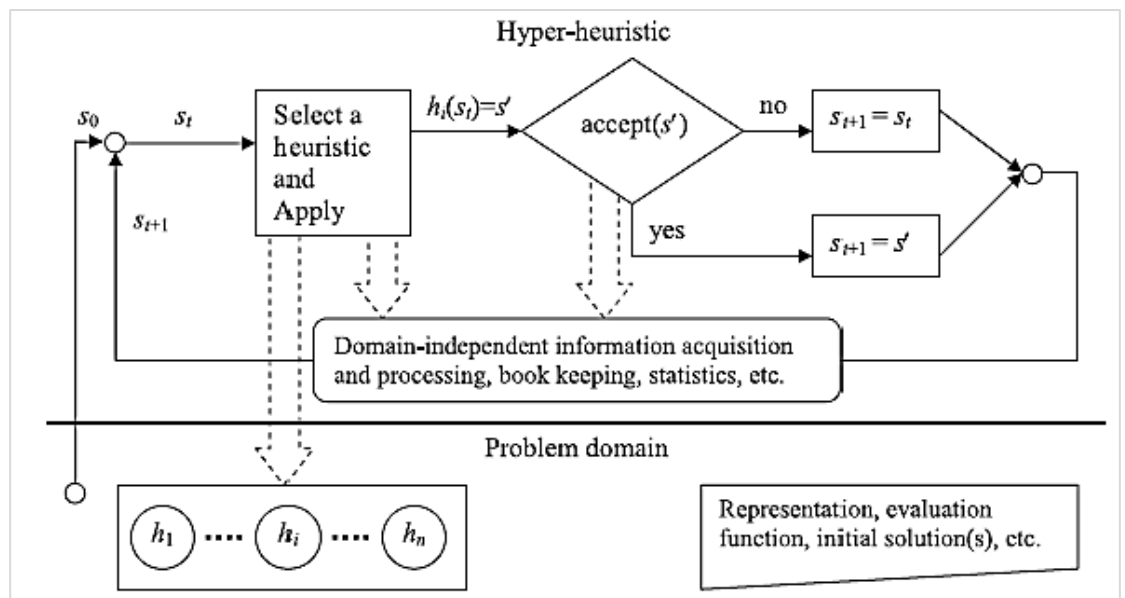 Hyper-heuristic
s₀
sₜ
Select a
heuristic
and
Apply
hᵢ(sₜ)=s′
accept(s′)
no
sₜ₊₁ = sₜ
sₜ₊₁
yes
sₜ₊₁ = s′
Domain-independent information acquisition
and processing, book keeping, statistics, etc.
Problem domain
h₁ .... hᵢ .... hₙ
Representation, evaluation
function, initial solution(s), etc.